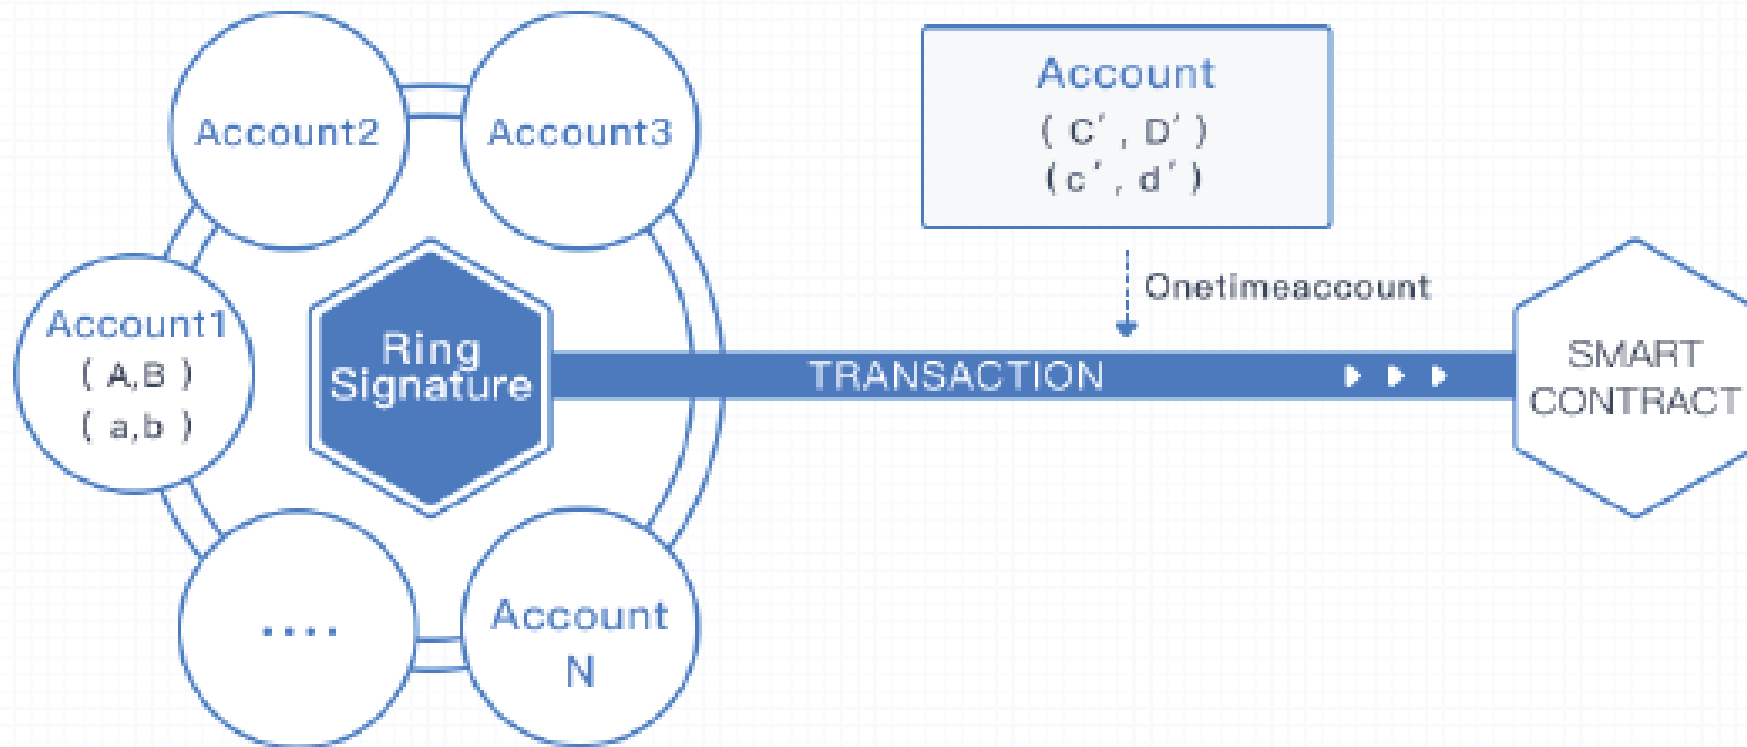 Account2
Account3
Account1
( A,B )
( a,b )
Ring
Signature
....
Account
N
Account
( C′ , D′ )
( c′ , d′ )
Onetimeaccount
TRANSACTION
SMART
CONTRACT